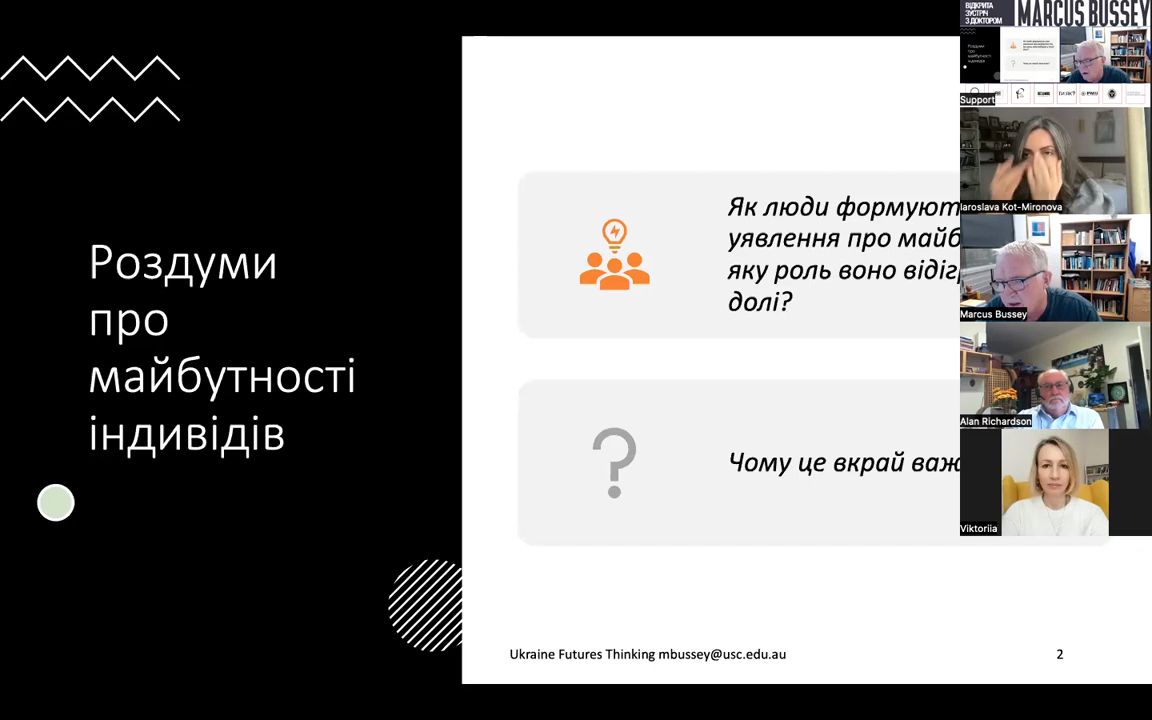 Роздуми
про
майбутності
індивідів
Як люди формують
уявлення про майб
яку роль воно відіг
долі?
Чому це вкрай важ
Ukraine Futures Thinking mbussey@usc.edu.au
2
ВІДКРИТА
ЗУСТРІЧ
З ДОКТОРОМ
MARCUS BUSSEY
Support
Iaroslava Kot-Mironova
Marcus Bussey
Alan Richardson
Viktoriia